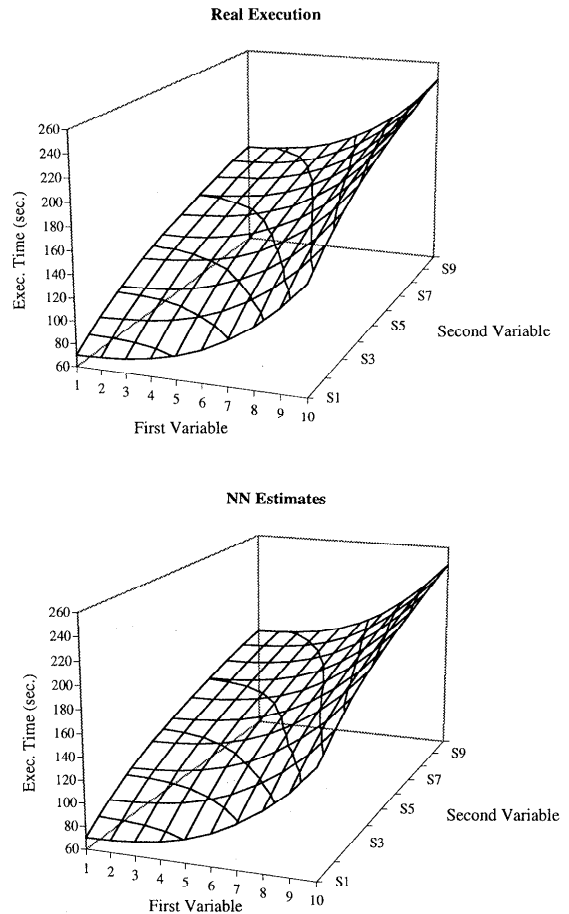 Real Execution
260
240
220
200
180
160
140
120
100
80
60
Exec. Time (sec.)
1 2 3 4 5 6 7 8 9 10
First Variable
S1
S3
S5
S7
S9
Second Variable
NN Estimates
260
240
220
200
180
160
140
120
100
80
60
Exec. Time (sec.)
1 2 3 4 5 6 7 8 9 10
First Variable
S1
S3
S5
S7
S9
Second Variable